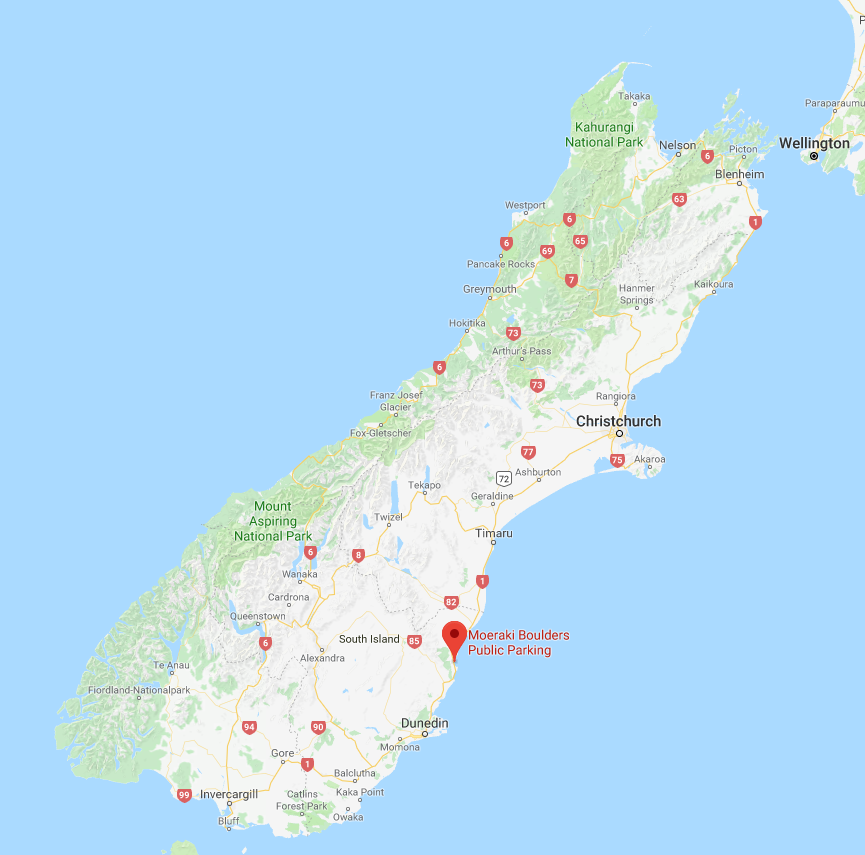 P
Takaka
Paraparaumu
Kahurangi
National Park
Nelson
6
Picton
Wellington
Blenheim
63
Westport
6
1
6
65
69
Pancake Rocks
7
Greymouth
Hanmer
Springs
Kaikoura
Hokitika
73
Arthur's Pass
6
73
Franz Josef
Glacier
Rangiora
Christchurch
Fox-Gletscher
77
75
Akaroa
72
Ashburton
Tekapo
Geraldine
Mount
Aspiring
National Park
Twizel
Timaru
6
8
Wanaka
1
Cardrona
82
Queenstown
South Island
85
Moeraki Boulders
Public Parking
6
Alexandra
Te Anau
Fiordland-Nationalpark
94
90
Dunedin
Momona
Gore
1
Balclutha
99
Invercargill
Catlins
Forest Park
Kaka Point
Owaka
Bluff